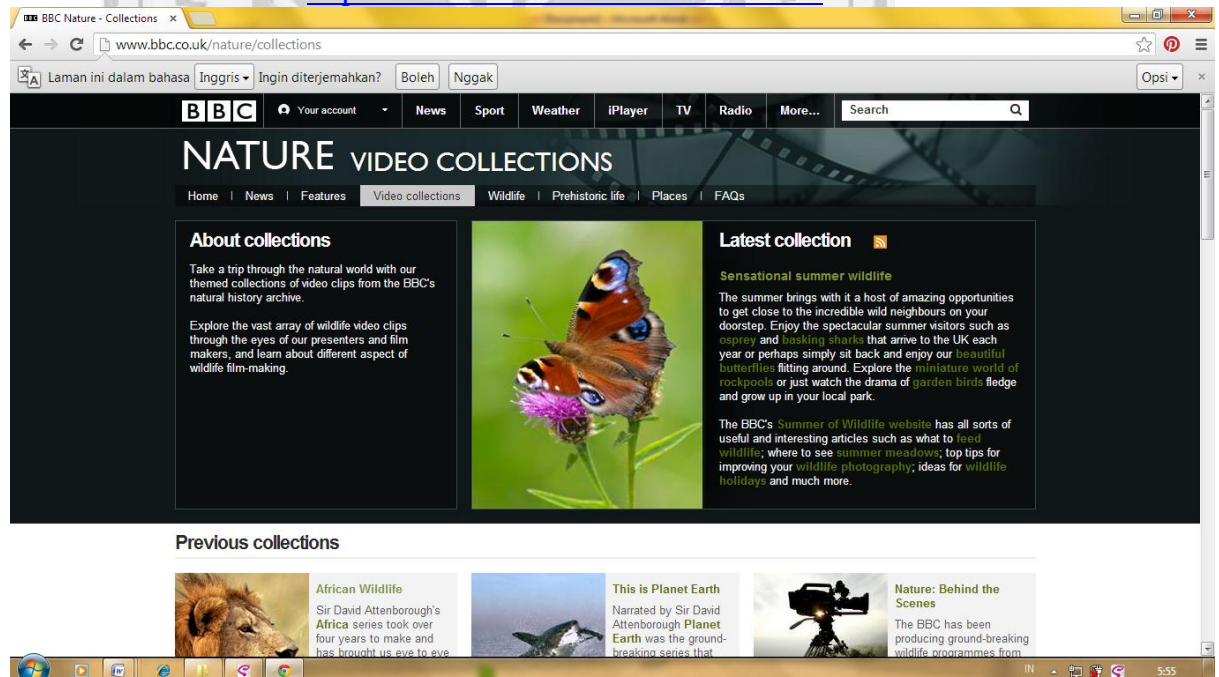 BBC Nature - Collections
www.bbc.co.uk/nature/collections
Laman ini dalam bahasa Inggris Ingin diterjemahkan? Boleh Nggak Opsi
BBC Your account News Sport Weather iPlayer TV Radio More... Search
NATURE VIDEO COLLECTIONS
Home News Features Video collections Wildlife Prehistoric life Places FAQs
About collections
Take a trip through the natural world with our
themed collections of video clips from the BBC's
natural history archive.
Explore the vast array of wildlife video clips
through the eyes of our presenters and film
makers, and learn about different aspect of
wildlife film-making.
Latest collection
Sensational summer wildlife
The summer brings with it a host of amazing opportunities
to get close to the incredible wild neighbours on your
doorstep. Enjoy the spectacular summer visitors such as
osprey and basking sharks that arrive to the UK each
year or perhaps simply sit back and enjoy our beautiful
butterflies flitting around. Explore the miniature world of
rockpools or just watch the drama of garden birds fledge
and grow up in your local park.
The BBC's Summer of Wildlife website has all sorts of
useful and interesting articles such as what to feed
wildlife; where to see summer meadows; top tips for
improving your wildlife photography; ideas for wildlife
holidays and much more.
Previous collections
African Wildlife
Sir David Attenborough's
Africa series took over
four years to make and
has brought us eye to eye
This is Planet Earth
Narrated by Sir David
Attenborough Planet
Earth was the ground-
breaking series that
Nature: Behind the
Scenes
The BBC has been
producing ground-breaking
wildlife programmes from
IN 5:55